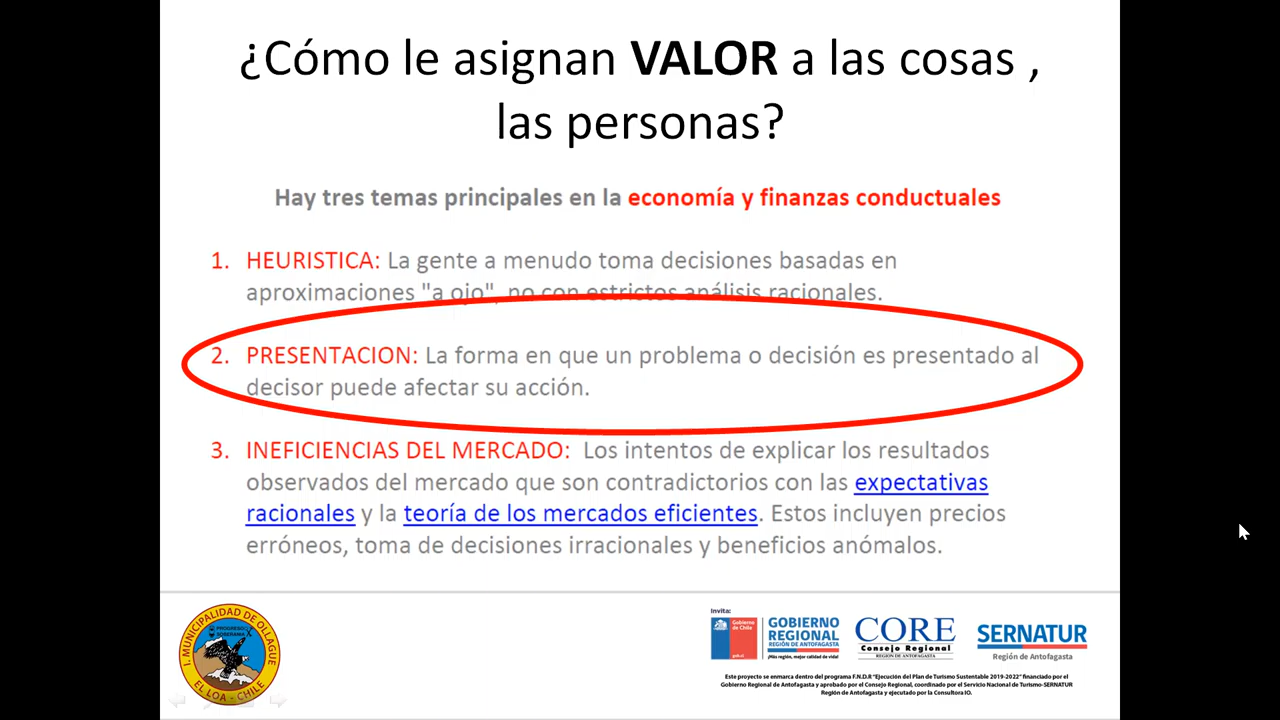 ¿Cómo le asignan VALOR a las cosas ,
las personas?
Hay tres temas principales en la economía y finanzas conductuales
1. HEURISTICA: La gente a menudo toma decisiones basadas en
aproximaciones "a ojo", no con estrictos análisis racionales.
2. PRESENTACION: La forma en que un problema o decisión es presentado al
decisor puede afectar su acción.
3. INEFICIENCIAS DEL MERCADO: Los intentos de explicar los resultados
observados del mercado que son contradictorios con las expectativas
racionales y la teoría de los mercados eficientes. Estos incluyen precios
erróneos, toma de decisiones irracionales y beneficios anómalos.
I. MUNICIPALIDAD DE OLLAGUE
PROGRESO
SOBERANIA
EL LOA - CHILE
Invita:
Gobierno
de Chile
gob.cl
GOBIERNO
REGIONAL
REGIÓN DE ANTOFAGASTA
¡Más región, mejor calidad de vida!
CORE
Consejo Regional
REGIÓN DE ANTOFAGASTA
SERNATUR
Región de Antofagasta
Este proyecto se enmarca dentro del programa F.N.D.R "Ejecución del Plan de Turismo Sustentable 2019-2022" financiado por el
Gobierno Regional de Antofagasta y aprobado por el Consejo Regional, coordinado por el Servicio Nacional de Turismo-SERNATUR
Región de Antofagasta y ejecutado por la Consultora IO.